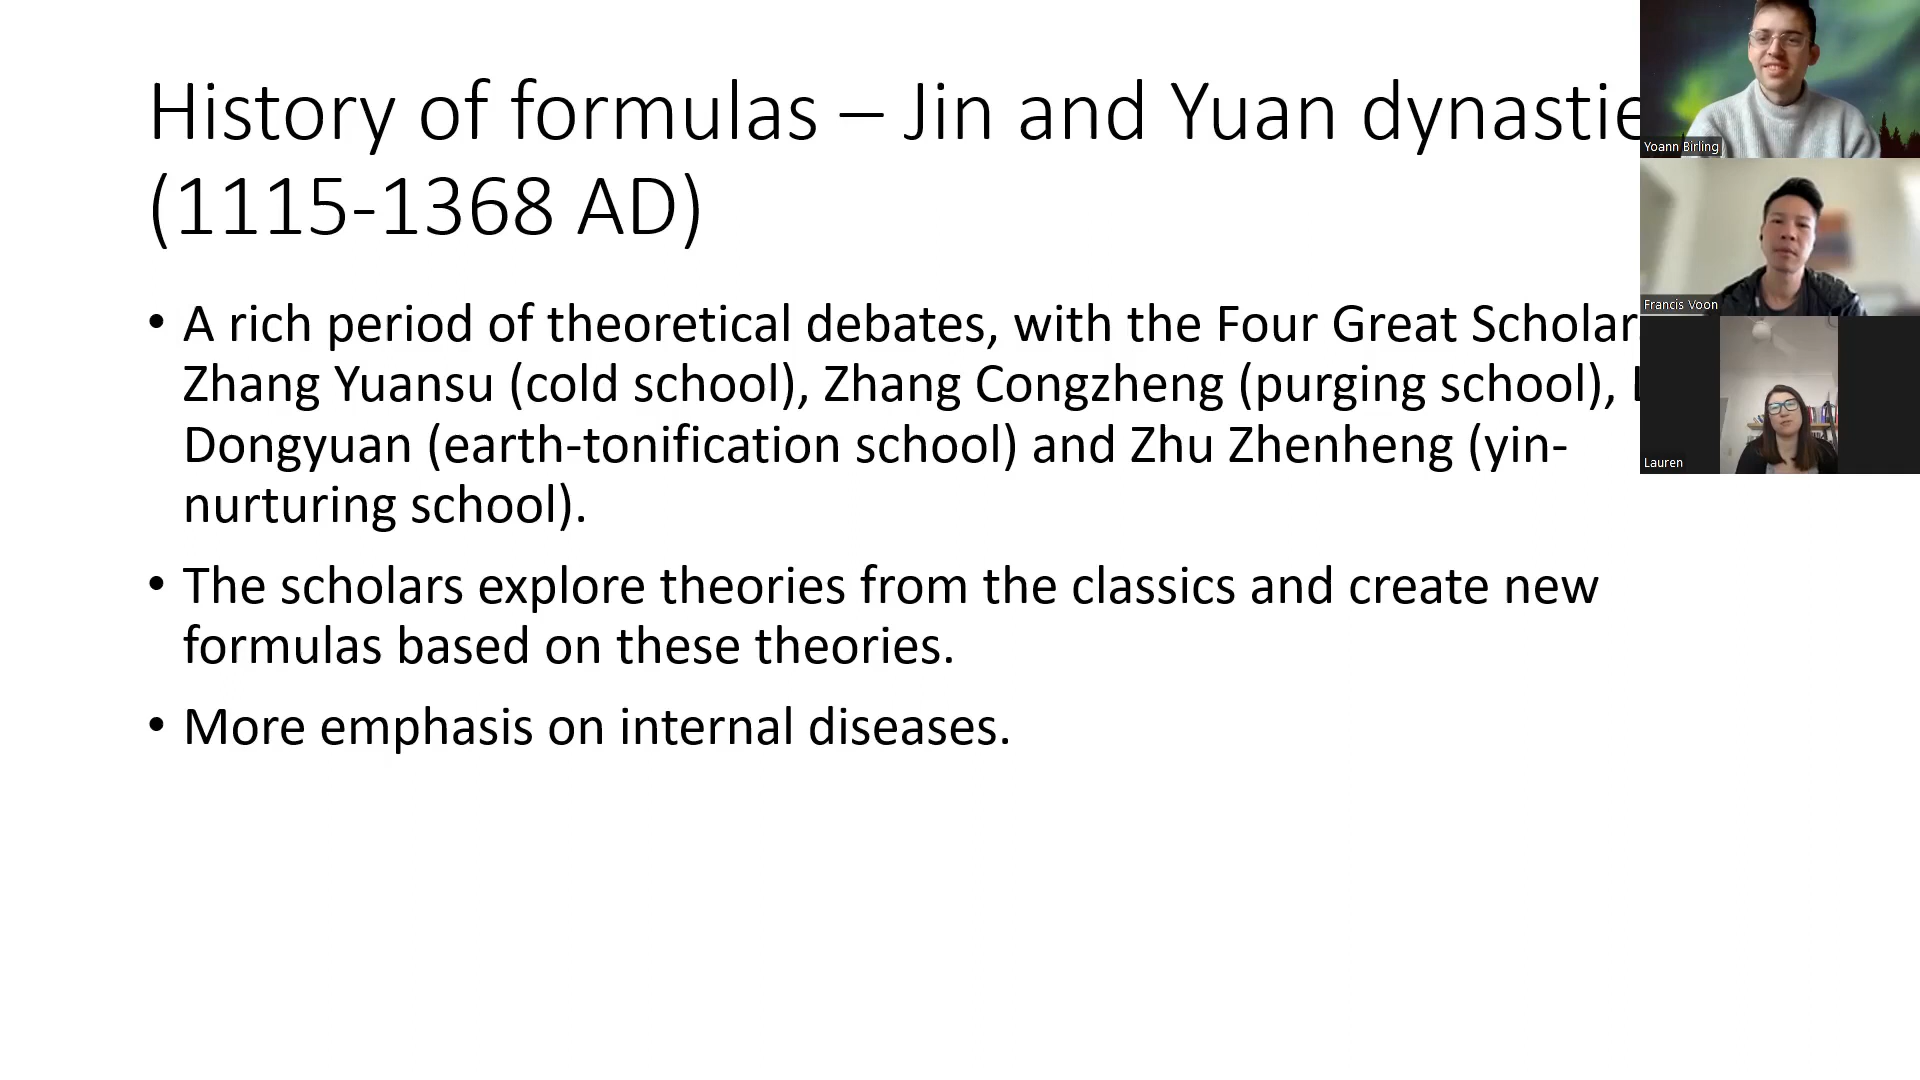 History of formulas – Jin and Yuan dynastie
(1115-1368 AD)
• A rich period of theoretical debates, with the Four Great Scholar
Zhang Yuansu (cold school), Zhang Congzheng (purging school),
Dongyuan (earth-tonification school) and Zhu Zhenheng (yin-
nurturing school).
• The scholars explore theories from the classics and create new
formulas based on these theories.
• More emphasis on internal diseases.
Yoann Birling
Francis Voon
Lauren